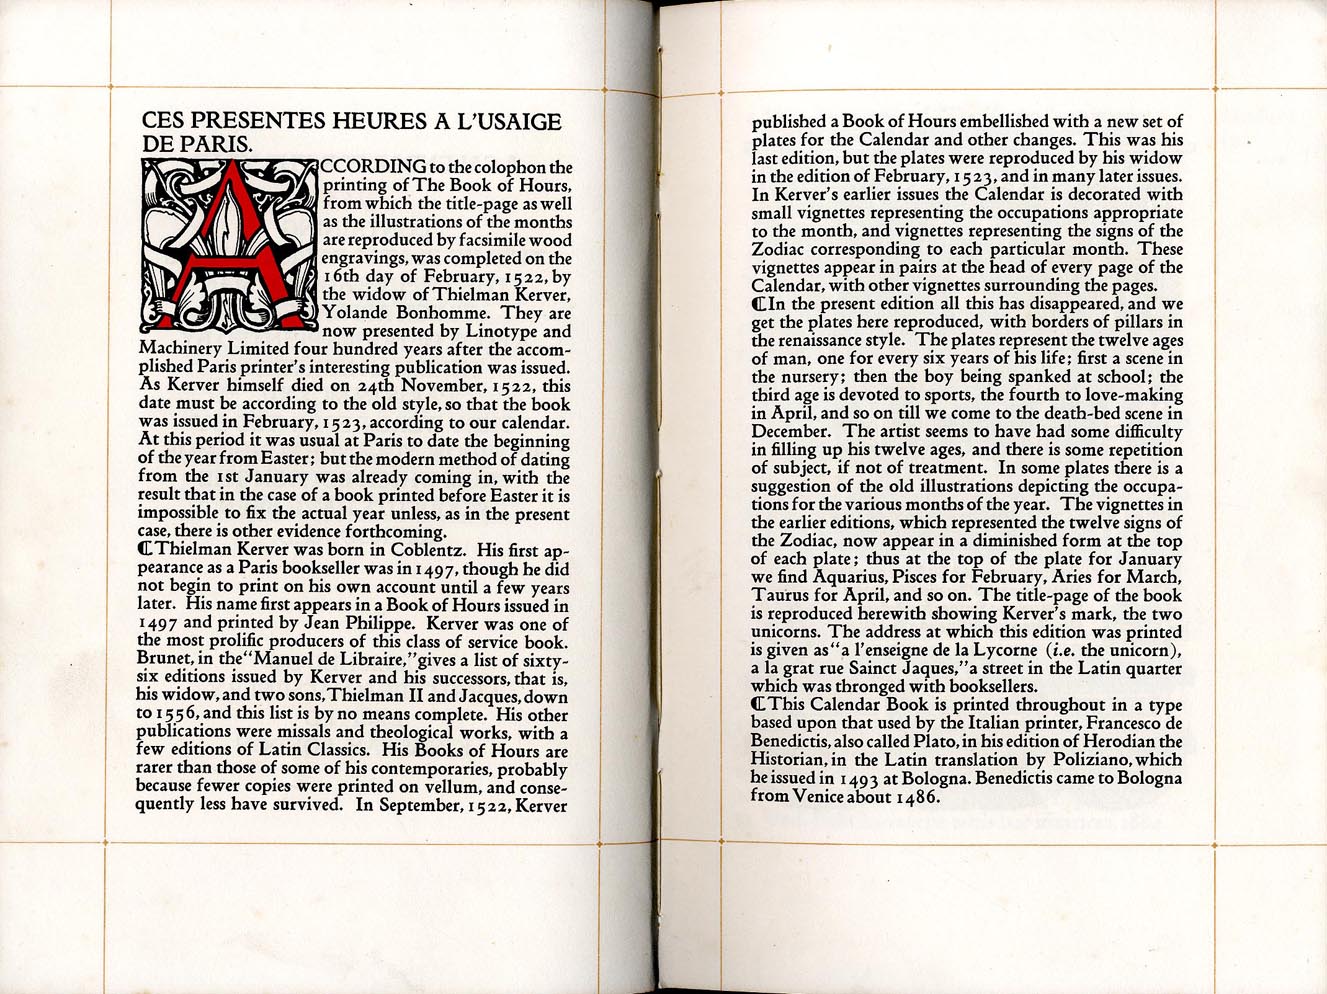 CES PRESENTES HEURES A L'USAIGE
DE PARIS.
ACCORDING to the colophon the
printing of The Book of Hours,
from which the title-page as well
as the illustrations of the months
are reproduced by facsimile wood
engravings, was completed on the
16th day of February, 1522, by
the widow of Thielman Kerver,
Yolande Bonhomme. They are
now presented by Linotype and
Machinery Limited four hundred years after the accom-
plished Paris printer's interesting publication was issued.
As Kerver himself died on 24th November, 1522, this
date must be according to the old style, so that the book
was issued in February, 1523, according to our calendar.
At this period it was usual at Paris to date the beginning
of the year from Easter; but the modern method of dating
from the 1st January was already coming in, with the
result that in the case of a book printed before Easter it is
impossible to fix the actual year unless, as in the present
case, there is other evidence forthcoming.
⁋Thielman Kerver was born in Coblentz. His first ap-
pearance as a Paris bookseller was in 1497, though he did
not begin to print on his own account until a few years
later. His name first appears in a Book of Hours issued in
1497 and printed by Jean Philippe. Kerver was one of
the most prolific producers of this class of service book.
Brunet, in the "Manuel de Libraire," gives a list of sixty-
six editions issued by Kerver and his successors, that is,
his widow, and two sons, Thielman II and Jacques, down
to 1556, and this list is by no means complete. His other
publications were missals and theological works, with a
few editions of Latin Classics. His Books of Hours are
rarer than those of some of his contemporaries, probably
because fewer copies were printed on vellum, and conse-
quently less have survived. In September, 1522, Kerver
published a Book of Hours embellished with a new set of
plates for the Calendar and other changes. This was his
last edition, but the plates were reproduced by his widow
in the edition of February, 1523, and in many later issues.
In Kerver's earlier issues the Calendar is decorated with
small vignettes representing the occupations appropriate
to the month, and vignettes representing the signs of the
Zodiac corresponding to each particular month. These
vignettes appear in pairs at the head of every page of the
Calendar, with other vignettes surrounding the pages.
⁋In the present edition all this has disappeared, and we
get the plates here reproduced, with borders of pillars in
the renaissance style. The plates represent the twelve ages
of man, one for every six years of his life; first a scene in
the nursery; then the boy being spanked at school; the
third age is devoted to sports, the fourth to love-making
in April, and so on till we come to the death-bed scene in
December. The artist seems to have had some difficulty
in filling up his twelve ages, and there is some repetition
of subject, if not of treatment. In some plates there is a
suggestion of the old illustrations depicting the occupa-
tions for the various months of the year. The vignettes in
the earlier editions, which represented the twelve signs of
the Zodiac, now appear in a diminished form at the top
of each plate; thus at the top of the plate for January
we find Aquarius, Pisces for February, Aries for March,
Taurus for April, and so on. The title-page of the book
is reproduced herewith showing Kerver's mark, the two
unicorns. The address at which this edition was printed
is given as "a l'enseigne de la Lycorne (i.e. the unicorn),
a la grat rue Sainct Jaques," a street in the Latin quarter
which was thronged with booksellers.
⁋This Calendar Book is printed throughout in a type
based upon that used by the Italian printer, Francesco de
Benedictis, also called Plato, in his edition of Herodian the
Historian, in the Latin translation by Poliziano, which
he issued in 1493 at Bologna. Benedictis came to Bologna
from Venice about 1486.